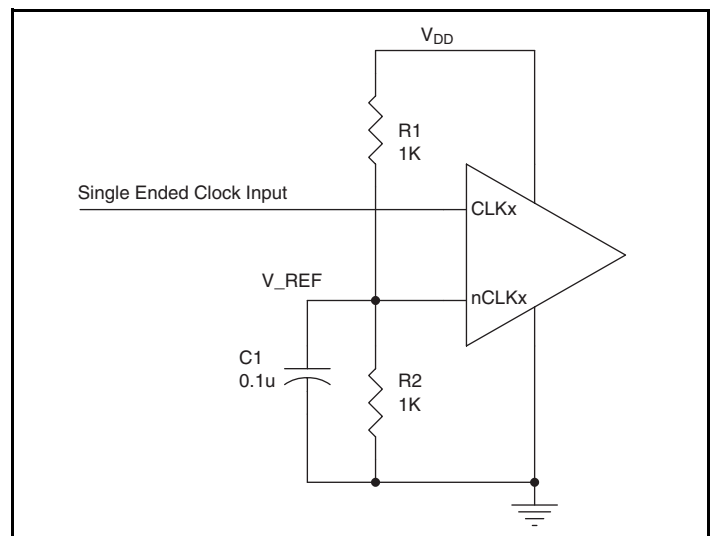 VDD
R1
1K
Single Ended Clock Input
CLKx
V_REF
nCLKx
C1
0.1u
R2
1K